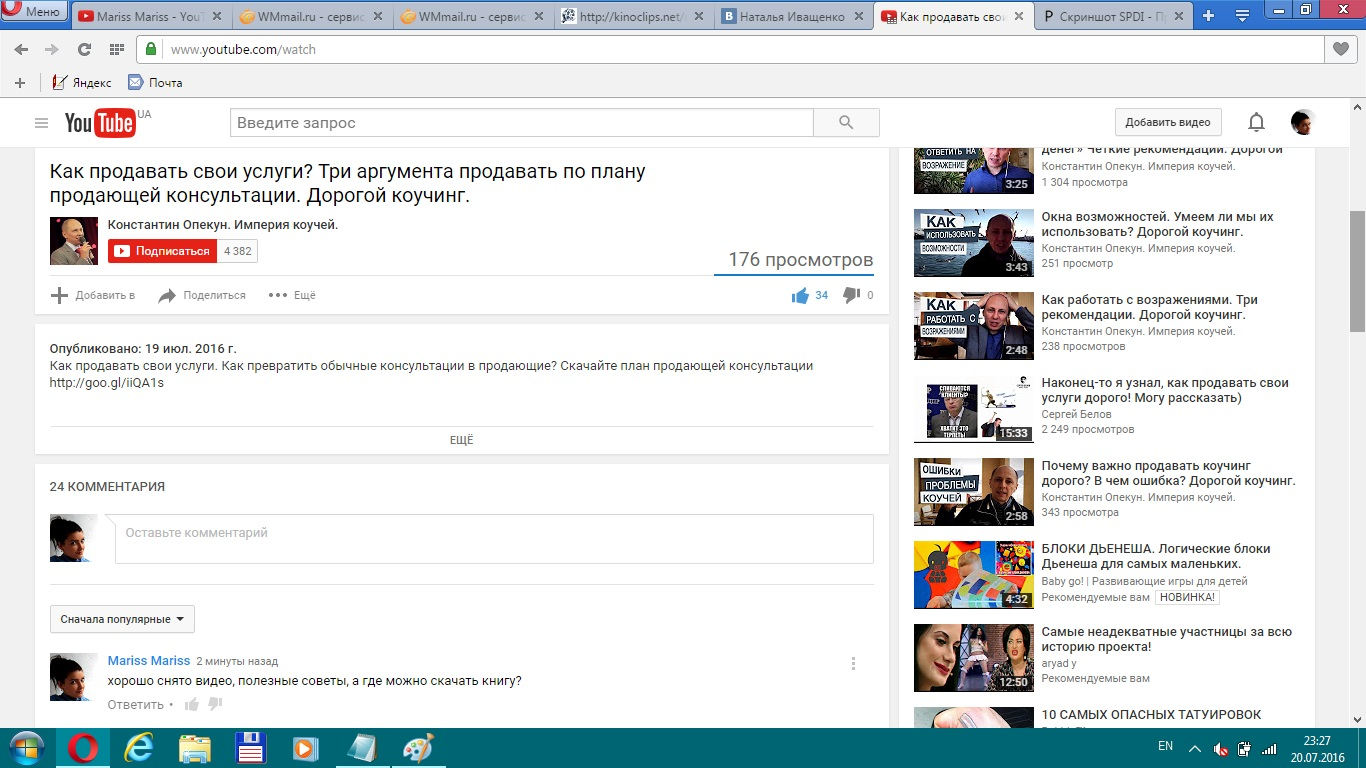 Меню
Mariss Mariss - YouT
WMmail.ru - сервис
WMmail.ru - сервис
http://kinoclips.net/
Наталья Иващенко
Как продавать свои
Скриншот SPDI - Пр
www.youtube.com/watch
Яндекс
Почта
YouTube UA
Введите запрос
Добавить видео
Как продавать свои услуги? Три аргумента продавать по плану
продающей консультации. Дорогой коучинг.
Константин Опекун. Империя коучей.
Подписаться 4 382
176 просмотров
Добавить в
Поделиться
Ещё
34
0
Опубликовано: 19 июл. 2016 г.
Как продавать свои услуги. Как превратить обычные консультации в продающие? Скачайте план продающей консультации
http://goo.gl/iiQA1s
ЕЩЁ
24 КОММЕНТАРИЯ
Оставьте комментарий
Сначала популярные
Mariss Mariss 2 минуты назад
хорошо снято видео, полезные советы, а где можно скачать книгу?
Ответить •
ОТВЕТИТЬ НА
ВОЗРАЖЕНИЕ
3:25
денег» Четкие рекомендации. Дорогой
Константин Опекун. Империя коучей.
1 304 просмотра
КАК
ИСПОЛЬЗОВАТЬ
ВОЗМОЖНОСТИ
3:43
Окна возможностей. Умеем ли мы их
использовать? Дорогой коучинг.
Константин Опекун. Империя коучей.
251 просмотр
КАК
РАБОТАТЬ С
ВОЗРАЖЕНИЯМИ
2:48
Как работать с возражениями. Три
рекомендации. Дорогой коучинг.
Константин Опекун. Империя коучей.
238 просмотров
СЛИВАЮТСЯ
КЛИЕНТЫ?
ХВАТИТ ЭТО
ТЕРПЕТЬ!
15:33
Наконец-то я узнал, как продавать свои
услуги дорого! Могу рассказать)
Сергей Белов
2 249 просмотров
ОШИБКИ
ПРОБЛЕМЫ
КОУЧЕЙ
2:58
Почему важно продавать коучинг
дорого? В чем ошибка? Дорогой коучинг.
Константин Опекун. Империя коучей.
343 просмотра
4:32
БЛОКИ ДЬЕНЕША. Логические блоки
Дьенеша для самых маленьких.
Baby go! | Развивающие игры для детей
Рекомендуемые вам НОВИНКА!
12:50
Самые неадекватные участницы за всю
историю проекта!
aryad y
Рекомендуемые вам
10 САМЫХ ОПАСНЫХ ТАТУИРОВОК
EN
23:27
20.07.2016